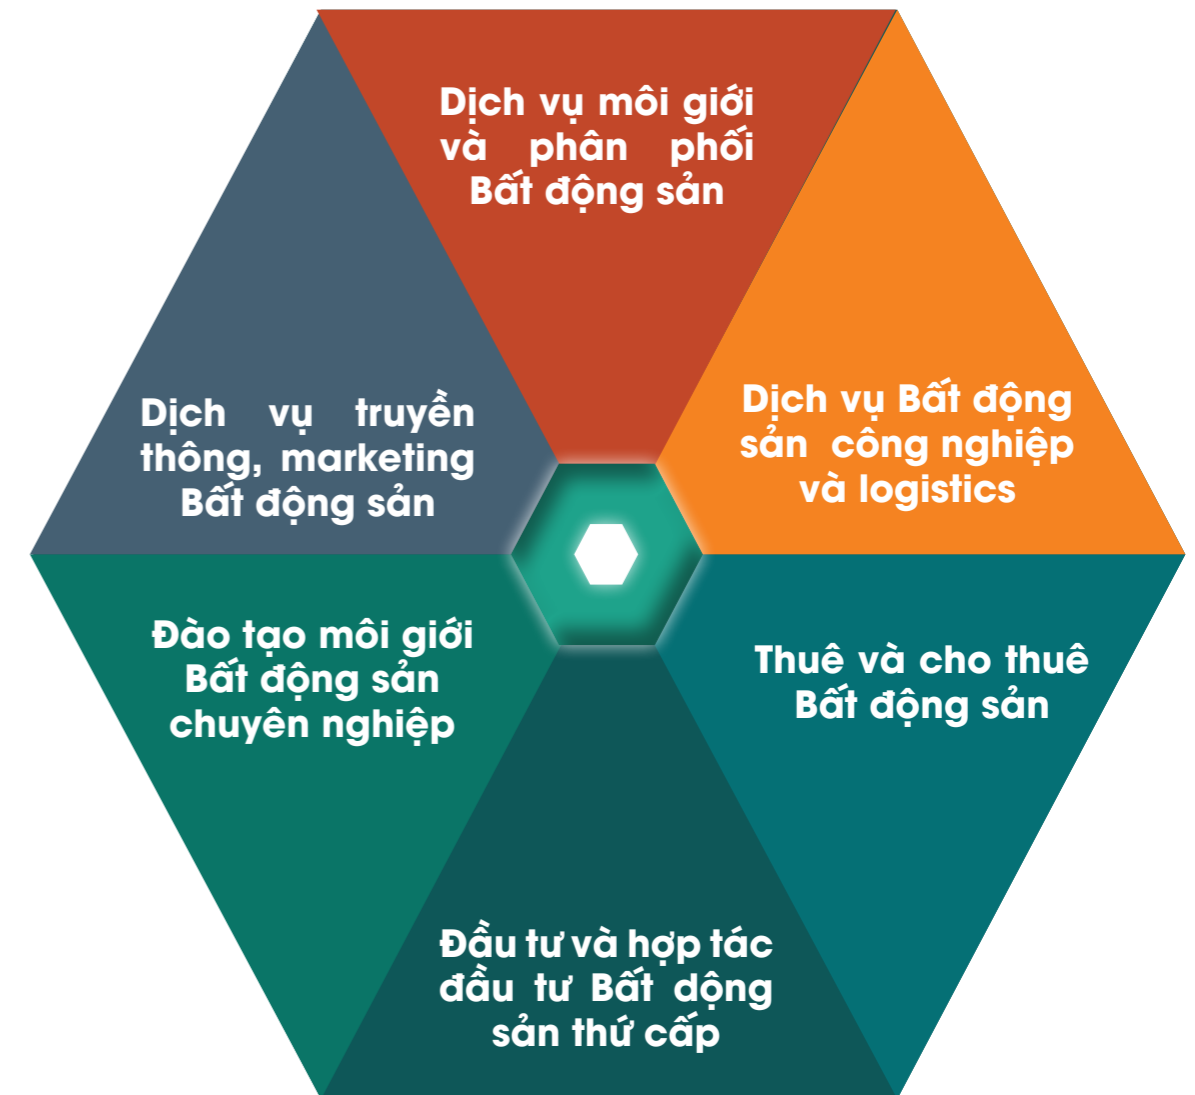 Dịch vụ môi giới
và phân phối
Bất động sản
Dịch vụ truyền
thông, marketing
Bất động sản
Dịch vụ Bất động
sản công nghiệp
và logistics
Đào tạo môi giới
Bất động sản
chuyên nghiệp
Thuê và cho thuê
Bất động sản
Đầu tư và hợp tác
đầu tư Bất dộng
sản thứ cấp